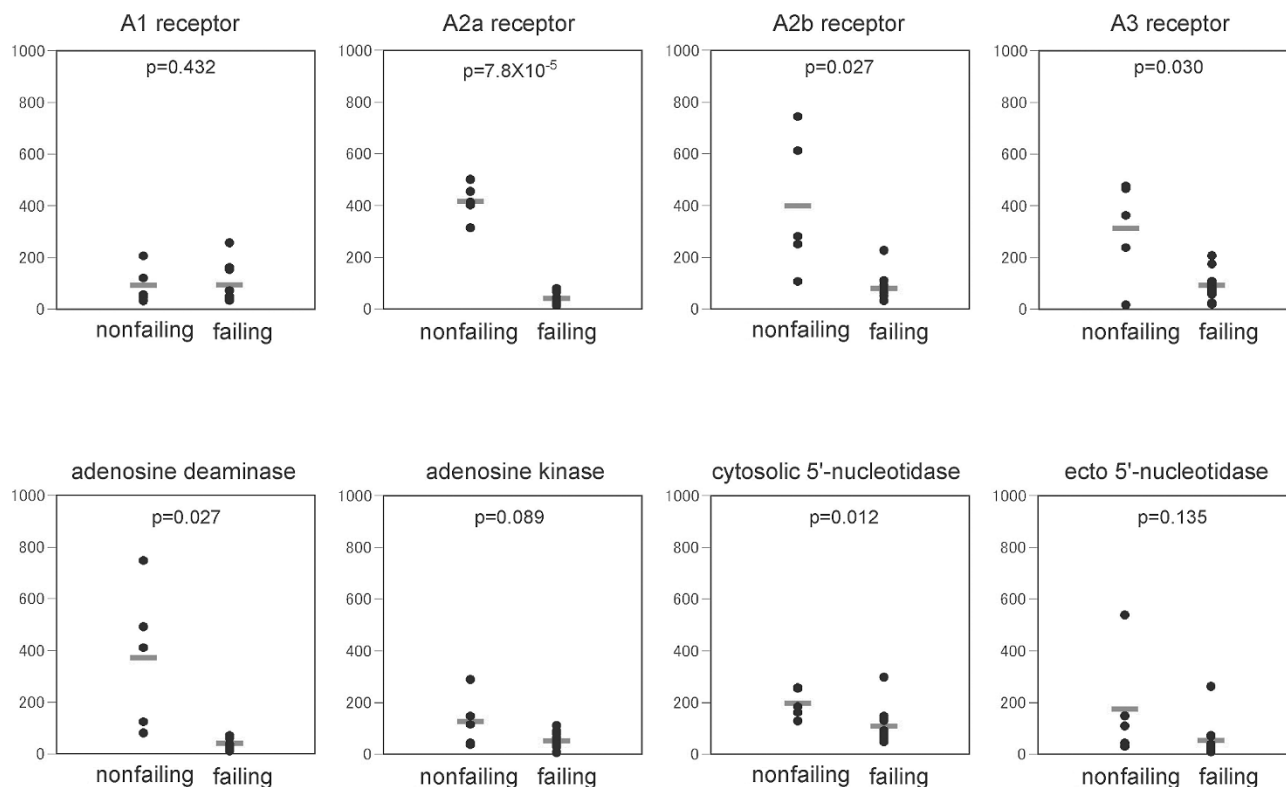 A1 receptor
p=0.432
1000
800
600
400
200
0
nonfailing failing
A2a receptor
p=7.8X10⁻⁵
1000
800
600
400
200
0
nonfailing failing
A2b receptor
p=0.027
1000
800
600
400
200
0
nonfailing failing
A3 receptor
p=0.030
1000
800
600
400
200
0
nonfailing failing
adenosine deaminase
p=0.027
1000
800
600
400
200
0
nonfailing failing
adenosine kinase
p=0.089
1000
800
600
400
200
0
nonfailing failing
cytosolic 5'-nucleotidase
p=0.012
1000
800
600
400
200
0
nonfailing failing
ecto 5'-nucleotidase
p=0.135
1000
800
600
400
200
0
nonfailing failing